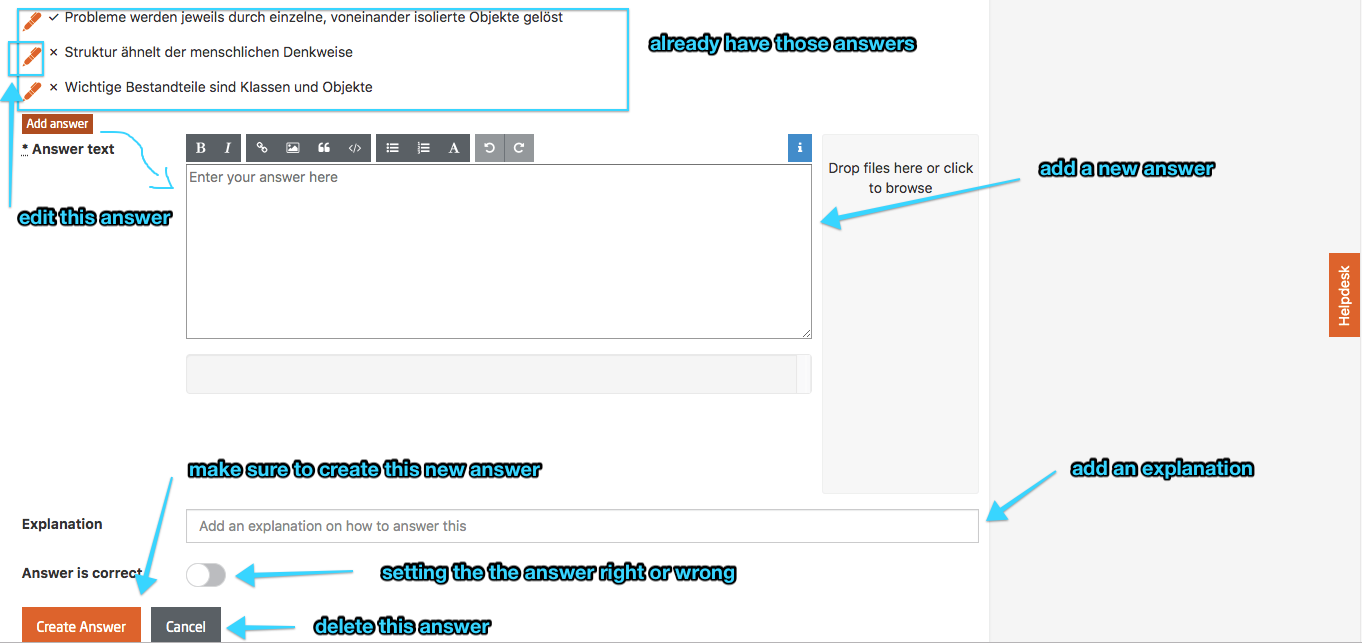 ✓ Probleme werden jeweils durch einzelne, voneinander isolierte Objekte gelöst
already have those answers
× Struktur ähnelt der menschlichen Denkweise
× Wichtige Bestandteile sind Klassen und Objekte
Add answer
* Answer text
B I
A
i
Enter your answer here
Drop files here or click
to browse
add a new answer
edit this answer
Helpdesk
make sure to create this new answer
add an explanation
Explanation
Add an explanation on how to answer this
Answer is correct
setting the the answer right or wrong
Create Answer
Cancel
delete this answer